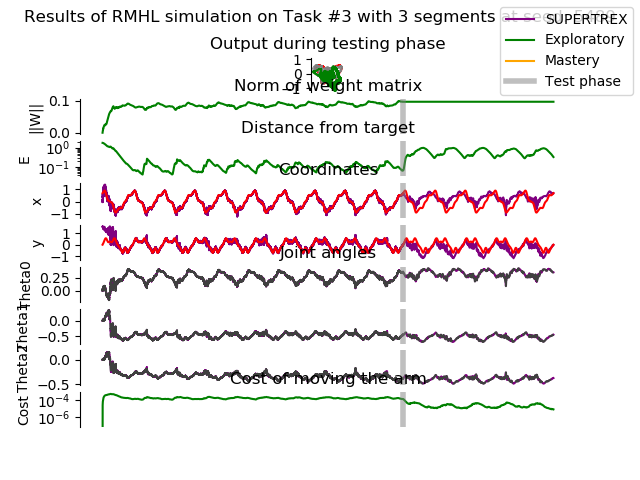 Results of RMHL simulation on Task #3 with 3 segments at seed
SUPERTREX
Exploratory
Mastery
Test phase
Output during testing phase
1
0
−1
Norm of weight matrix
||W||
0.1
0.0
Distance from target
E
10⁰
10⁻¹
Coordinates
x
1
0
−1
y
1
0
−1
Joint angles
Theta0
0.25
0.00
Theta1
0.0
−0.5
Theta2
0.0
−0.5
Cost of moving the arm
Cost
10⁻⁴
10⁻⁶